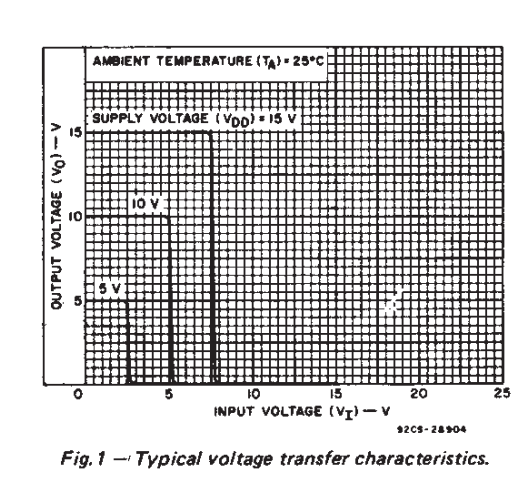 AMBIENT TEMPERATURE (TA) = 25°C
SUPPLY VOLTAGE (VDD) = 15 V
15
10 V
10
5 V
5
OUTPUT VOLTAGE (VO) — V
0 5 10 15 20 25
INPUT VOLTAGE (VI) — V
92CS-28904
Fig. 1 — Typical voltage transfer characteristics.